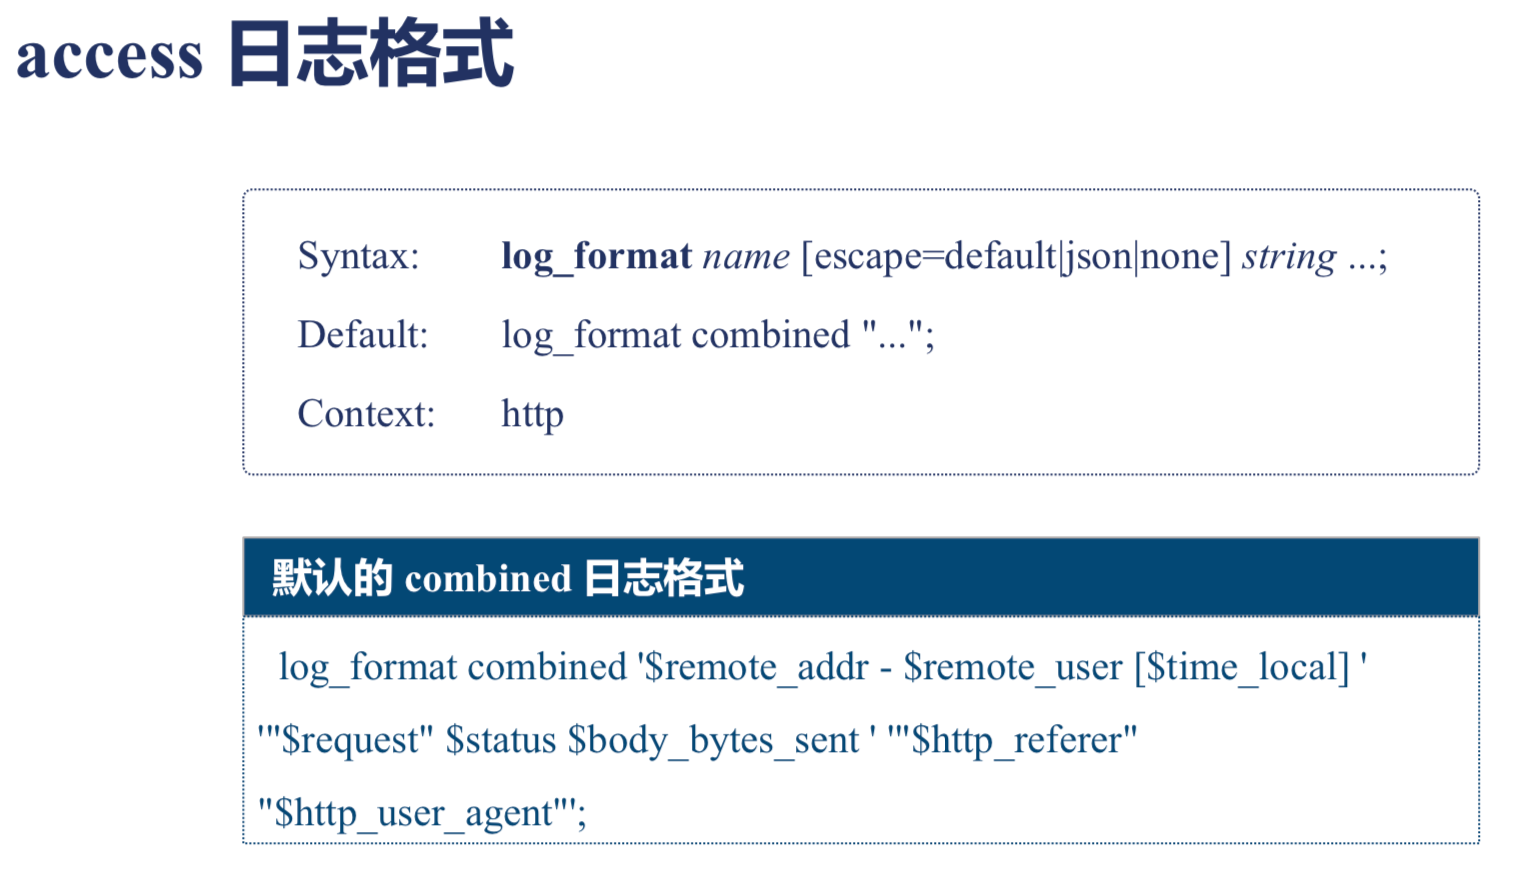 access 日志格式
Syntax: log_format name [escape=default|json|none] string ...;
Default: log_format combined "...";
Context: http
默认的 combined 日志格式
log_format combined '$remote_addr - $remote_user [$time_local] '
'"$request" $status $body_bytes_sent ' '"$http_referer"
"$http_user_agent"';